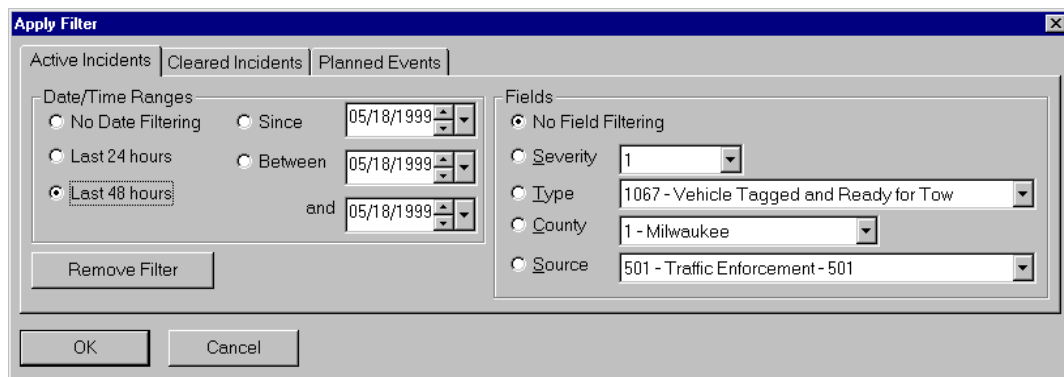 Apply Filter
Active Incidents Cleared Incidents Planned Events
Date/Time Ranges
No Date Filtering
Since
05/18/1999
Last 24 hours
Between
05/18/1999
Last 48 hours
and
05/18/1999
Remove Filter
Fields
No Field Filtering
Severity
1
Type
1067 - Vehicle Tagged and Ready for Tow
County
1 - Milwaukee
Source
501 - Traffic Enforcement - 501
OK
Cancel